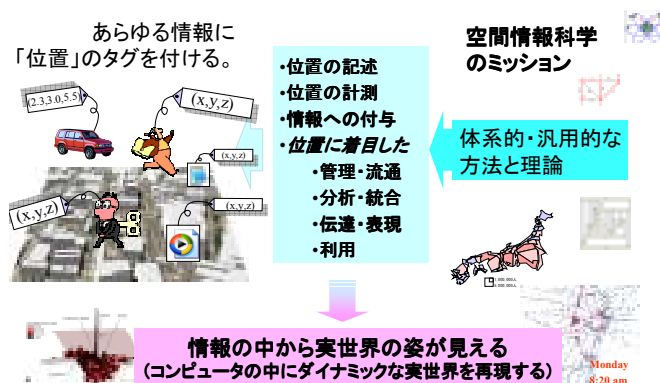 あらゆる情報に
「位置」のタグを付ける。
(2.3,3.0,5.5)
(x,y,z)
(x,y,z)
(x,y,z)
(x,y,z)
・位置の記述
・位置の計測
・情報への付与
・位置に着目した
・管理・流通
・分析・統合
・伝達・表現
・利用
空間情報科学
のミッション
体系的・汎用的な
方法と理論
情報の中から実世界の姿が見える
(コンピュータの中にダイナミックな実世界を再現する)
Monday
8:20 am